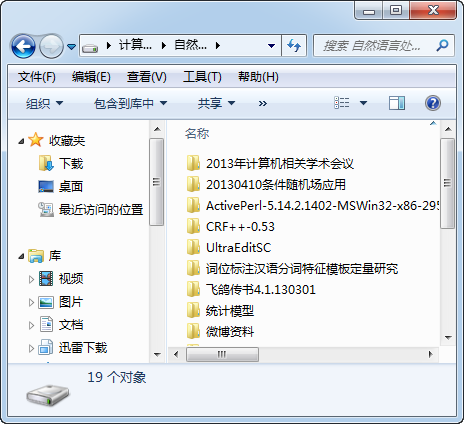 计算... 自然... 搜索 自然语言处...
文件(F) 编辑(E) 查看(V) 工具(T) 帮助(H)
组织 包含到库中 共享 »
收藏夹
下载
桌面
最近访问的位置
库
视频
图片
文档
迅雷下载
名称
2013年计算机相关学术会议
20130410条件随机场应用
ActivePerl-5.14.2.1402-MSWin32-x86-295
CRF++-0.53
UltraEditSC
词位标注汉语分词特征模板定量研究
飞鸽传书4.1.130301
统计模型
微博资料
19 个对象